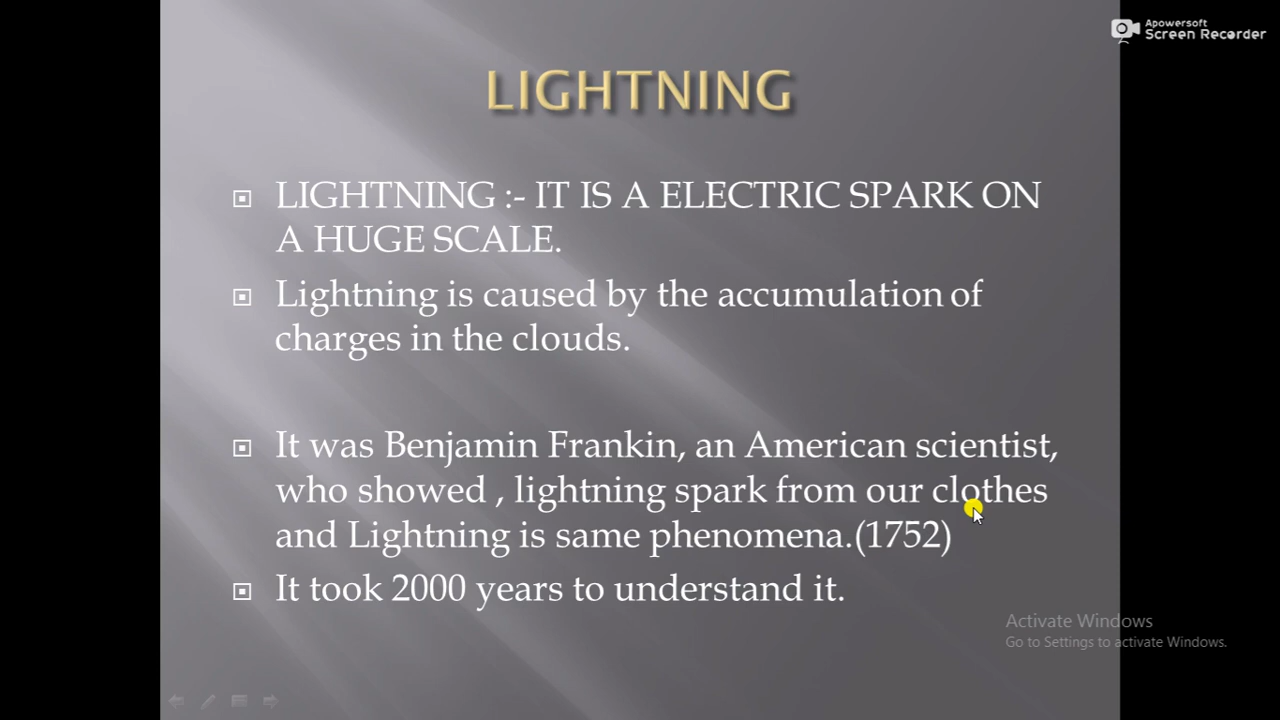 Apowersoft
Screen Recorder
LIGHTNING
LIGHTNING :- IT IS A ELECTRIC SPARK ON
A HUGE SCALE.
Lightning is caused by the accumulation of
charges in the clouds.
It was Benjamin Frankin, an American scientist,
who showed , lightning spark from our clothes
and Lightning is same phenomena.(1752)
It took 2000 years to understand it.
Activate Windows
Go to Settings to activate Windows.